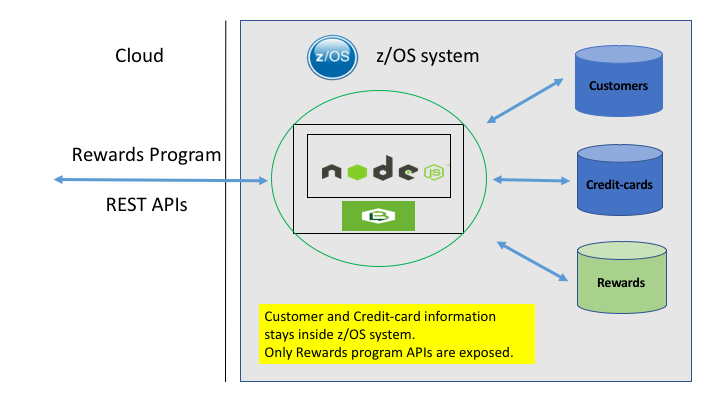 Cloud
z/OS
z/OS system
Customers
Rewards Program
node
JS
Credit-cards
REST APIs
Rewards
Customer and Credit-card information
stays inside z/OS system.
Only Rewards program APIs are exposed.